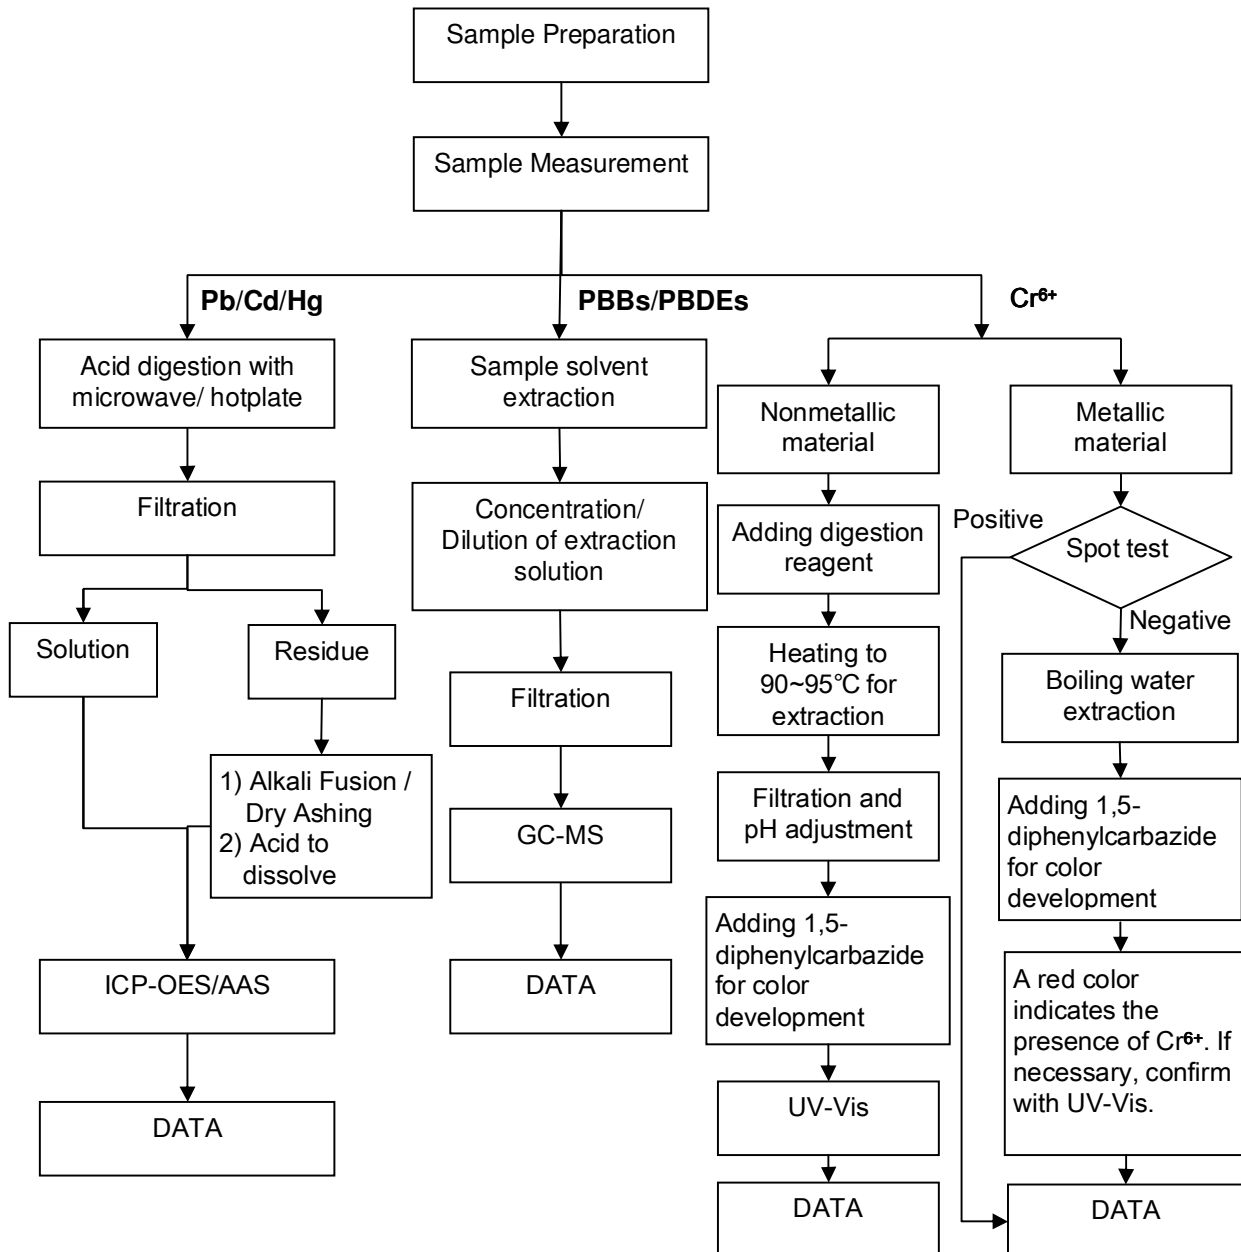 Sample Preparation
Sample Measurement
Pb/Cd/Hg
PBBs/PBDEs
Cr⁶⁺
Acid digestion with
microwave/ hotplate
Filtration
Solution
Residue
1) Alkali Fusion /
Dry Ashing
2) Acid to
dissolve
ICP-OES/AAS
DATA
Sample solvent
extraction
Concentration/
Dilution of extraction
solution
Filtration
GC-MS
DATA
Nonmetallic
material
Adding digestion
reagent
Heating to
90~95℃ for
extraction
Filtration and
pH adjustment
Adding 1,5-
diphenylcarbazide
for color
development
UV-Vis
DATA
Metallic
material
Positive
Spot test
Negative
Boiling water
extraction
Adding 1,5-
diphenylcarbazide
for color
development
A red color
indicates the
presence of Cr⁶⁺. If
necessary, confirm
with UV-Vis.
DATA